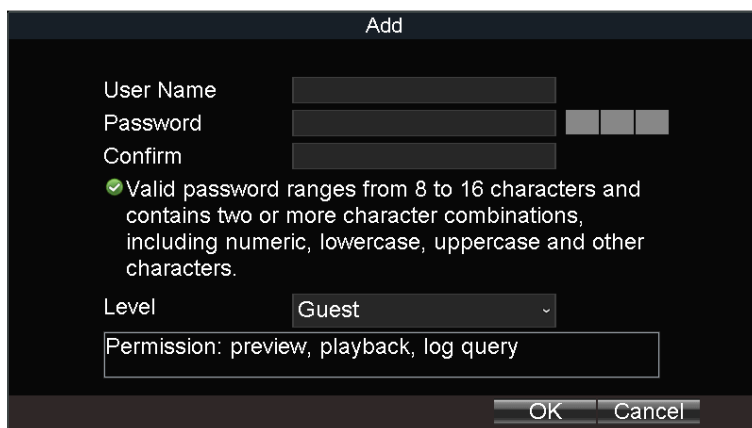 Add
User Name
Password
Confirm
Valid password ranges from 8 to 16 characters and
contains two or more character combinations,
including numeric, lowercase, uppercase and other
characters.
Level Guest
Permission: preview, playback, log query
OK Cancel